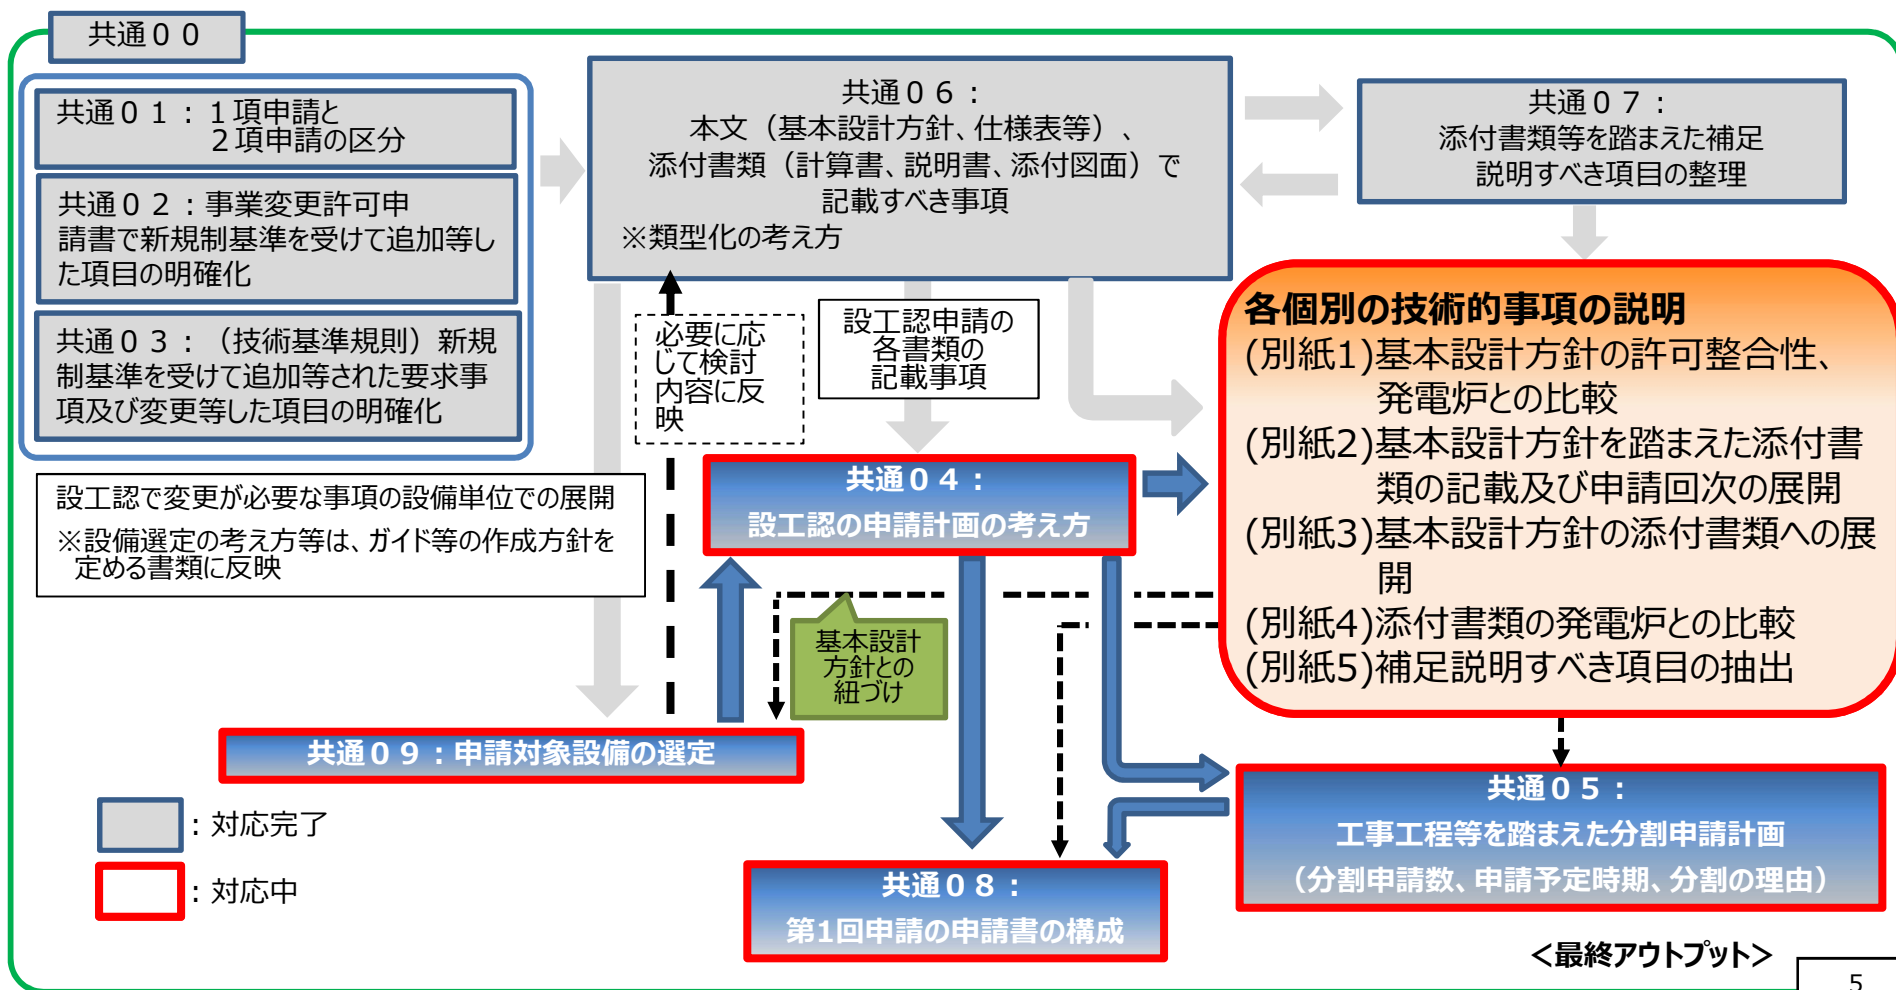 共通００
共通０１：１項申請と
２項申請の区分
共通０２：事業変更許可申
請書で新規制基準を受けて追加等し
た項目の明確化
共通０３：（技術基準規則）新規
制基準を受けて追加等された要求事
項及び変更等した項目の明確化
共通０６：
本文（基本設計方針、仕様表等）、
添付書類（計算書、説明書、添付図面）で
記載すべき事項
※類型化の考え方
共通０７：
添付書類等を踏まえた補足
説明すべき項目の整理
設工認で変更が必要な事項の設備単位での展開
※設備選定の考え方等は、ガイド等の作成方針を
定める書類に反映
必要に応
じて検討
内容に反
映
設工認申請の
各書類の
記載事項
共通０４：
設工認の申請計画の考え方
各個別の技術的事項の説明
(別紙1)基本設計方針の許可整合性、
発電炉との比較
(別紙2)基本設計方針を踏まえた添付書
類の記載及び申請回次の展開
(別紙3)基本設計方針の添付書類への展
開
(別紙4)添付書類の発電炉との比較
(別紙5)補足説明すべき項目の抽出
基本設計
方針との
紐づけ
共通０９：申請対象設備の選定
共通０５：
工事工程等を踏まえた分割申請計画
（分割申請数、申請予定時期、分割の理由）
共通０８：
第1回申請の申請書の構成
：対応完了
：対応中
＜最終アウトプット＞
5